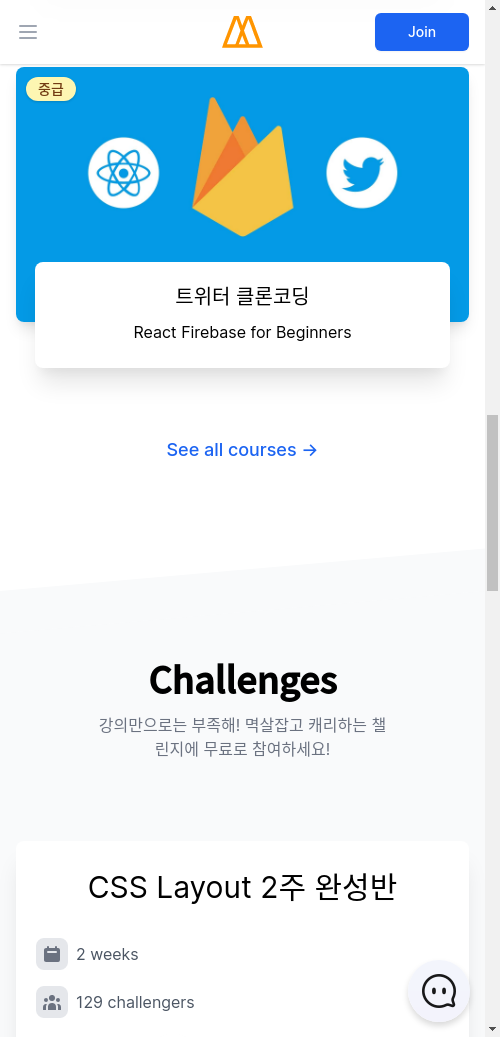 Join
중급
트위터 클론코딩
React Firebase for Beginners
See all courses →
Challenges
강의만으로는 부족해! 멱살잡고 캐리하는 챌
린지에 무료로 참여하세요!
CSS Layout 2주 완성반
2 weeks
129 challengers